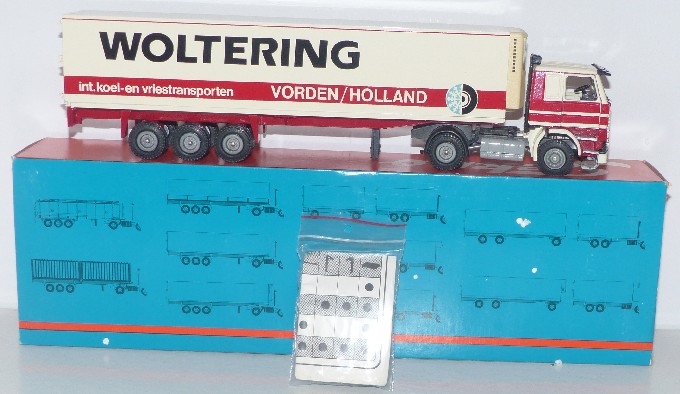 WOLTERING
int. koel-en vriestransporten VORDEN/HOLLAND